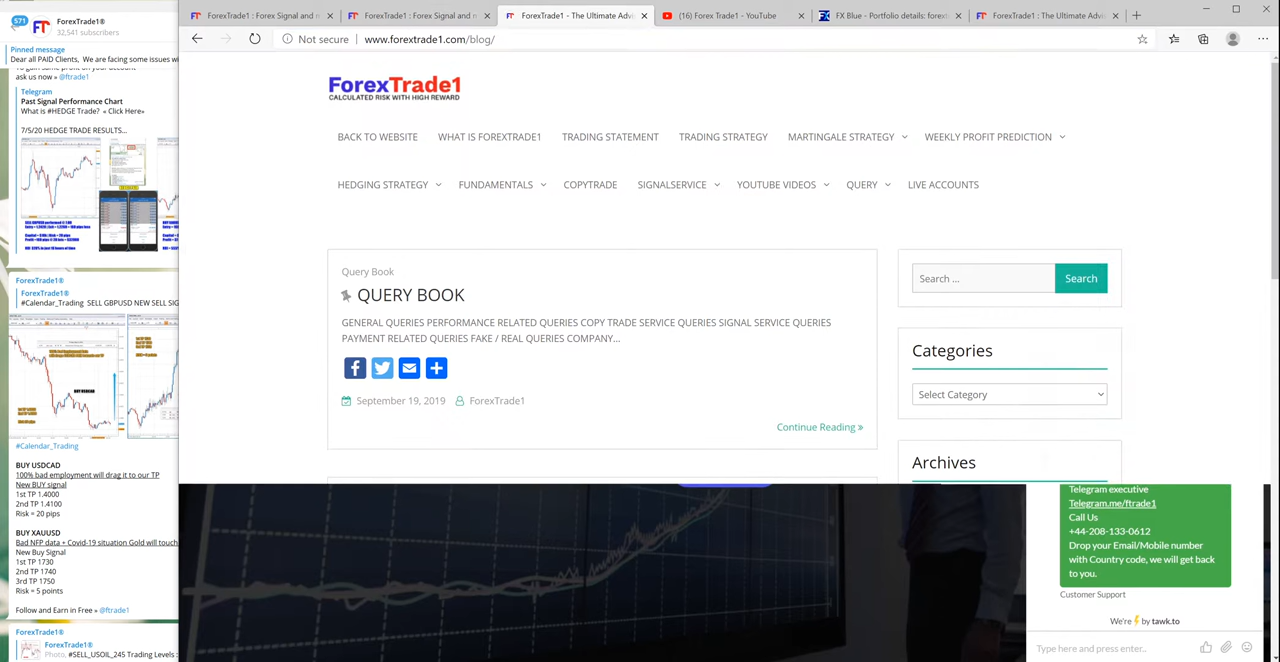 571
FT
ForexTrade1®
32,541 subscribers
Pinned message
Dear all PAID Clients, We are facing some issues wi
ask us now » @ftrade1
Telegram
Past Signal Performance Chart
What is #HEDGE Trade? « Click Here»
7/5/20 HEDGE TRADE RESULTS...
ForexTrade1®
ForexTrade1®
#Calendar_Trading SELL GBPUSD NEW SELL SIG
BUY USDCAD
#Calendar_Trading
BUY USDCAD
100% bad employment will drag it to our TP
New BUY signal
1st TP 1.4000
2nd TP 1.4100
Risk = 20 pips
BUY XAUUSD
Bad NFP data + Covid-19 situation Gold will touch
New Buy Signal
1st TP 1730
2nd TP 1740
3rd TP 1750
Risk = 5 points
Follow and Earn in Free » @ftrade1
ForexTrade1®
ForexTrade1®
Photo, #SELL_USOIL_245 Trading Levels :
ForexTrade1 : Forex Signal and m
ForexTrade1 : Forex Signal and m
ForexTrade1 - The Ultimate Advis
(16) Forex Trade1 - YouTube
FX Blue - Portfolio details: forext
ForexTrade1 : The Ultimate Advis
Not secure | www.forextrade1.com/blog/
ForexTrade1
CALCULATED RISK WITH HIGH REWARD
BACK TO WEBSITE WHAT IS FOREXTRADE1 TRADING STATEMENT TRADING STRATEGY MARTINGALE STRATEGY WEEKLY PROFIT PREDICTION
HEDGING STRATEGY FUNDAMENTALS COPYTRADE SIGNALSERVICE YOUTUBE VIDEOS QUERY LIVE ACCOUNTS
Query Book
QUERY BOOK
GENERAL QUERIES PERFORMANCE RELATED QUERIES COPY TRADE SERVICE QUERIES SIGNAL SERVICE QUERIES
PAYMENT RELATED QUERIES FAKE / REAL QUERIES COMPANY...
September 19, 2019 ForexTrade1
Continue Reading »
Search ...
Search
Categories
Select Category
Archives
Telegram executive
Telegram.me/ftrade1
Call Us
+44-208-133-0612
Drop your Email/Mobile number
with Country code, we will get back
to you.
Customer Support
We're by tawk.to
Type here and press enter..